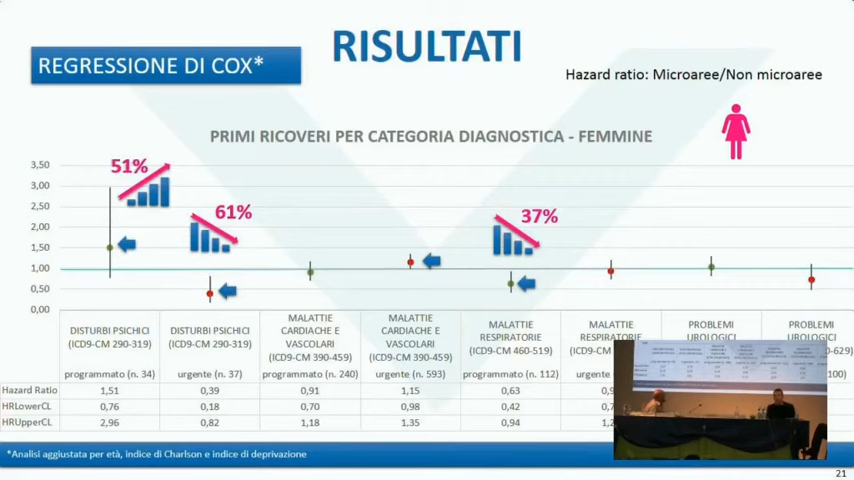 RISULTATI
REGRESSIONE DI COX*
Hazard ratio: Microaree/Non microaree
PRIMI RICOVERI PER CATEGORIA DIAGNOSTICA - FEMMINE
51%
61%
37%
3,50
3,00
2,50
2,00
1,50
1,00
0,50
0,00
DISTURBI PSICHICI
(ICD9-CM 290-319)
programmato (n. 34)
DISTURBI PSICHICI
(ICD9-CM 290-319)
urgente (n. 37)
MALATTIE
CARDIACHE E
VASCOLARI
(ICD9-CM 390-459)
programmato (n. 240)
MALATTIE
CARDIACHE E
VASCOLARI
(ICD9-CM 390-459)
urgente (n. 593)
MALATTIE
RESPIRATORIE
(ICD9-CM 460-519)
programmato (n. 112)
MALATTIE
RESPIRATORIE
urgente
PROBLEMI
UROLOGICI
PROBLEMI
UROLOGICI
Hazard Ratio 1,51 0,39 0,91 1,15 0,63
HRLowerCL 0,76 0,18 0,70 0,98 0,42
HRUpperCL 2,96 0,82 1,18 1,35 0,94
*Analisi aggiustata per età, indice di Charlson e indice di deprivazione
21